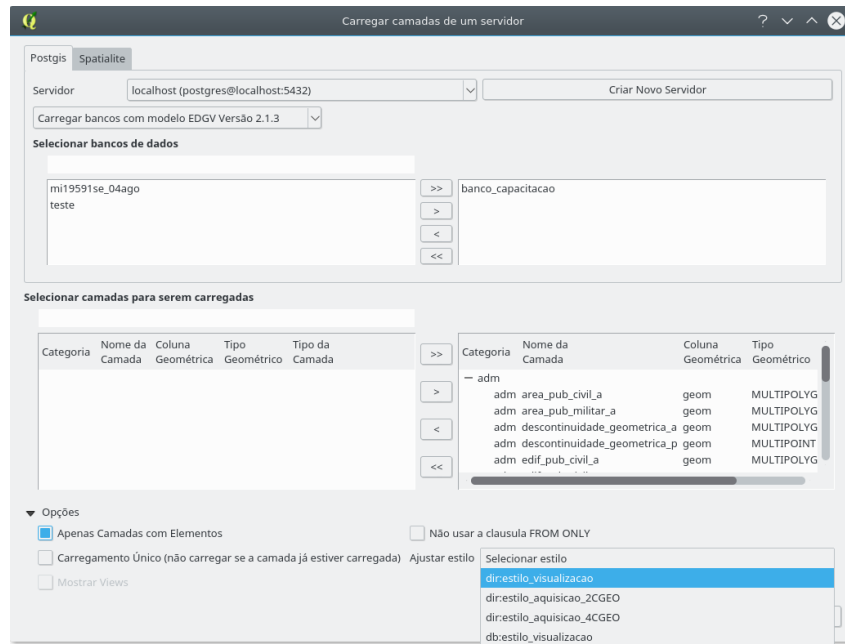 Carregar camadas de um servidor
Postgis
Spatialite
Servidor
localhost (postgres@localhost:5432)
Criar Novo Servidor
Carregar bancos com modelo EDGV Versão 2.1.3
Selecionar bancos de dados
mi19591se_04ago
teste
>>
>
<
<<
banco_capacitacao
Selecionar camadas para serem carregadas
Categoria Nome da Camada Coluna Geométrica Tipo Geométrico Tipo da Camada
>>
>
<
<<
Categoria Nome da Camada Coluna Geométrica Tipo Geométrico
adm
adm area_pub_civil_a geom MULTIPOLYG
adm area_pub_militar_a geom MULTIPOLYG
adm descontinuidade_geometrica_a geom MULTIPOLYG
adm descontinuidade_geometrica_p geom MULTIPOINT
adm edif_pub_civil_a geom MULTIPOLYG
Opções
Apenas Camadas com Elementos
Não usar a clausula FROM ONLY
Carregamento Único (não carregar se a camada já estiver carregada)
Ajustar estilo
Selecionar estilo
Mostrar Views
dir:estilo_visualizacao
dir:estilo_aquisicao_2CGEO
dir:estilo_aquisicao_4CGEO
db:estilo_visualizacao